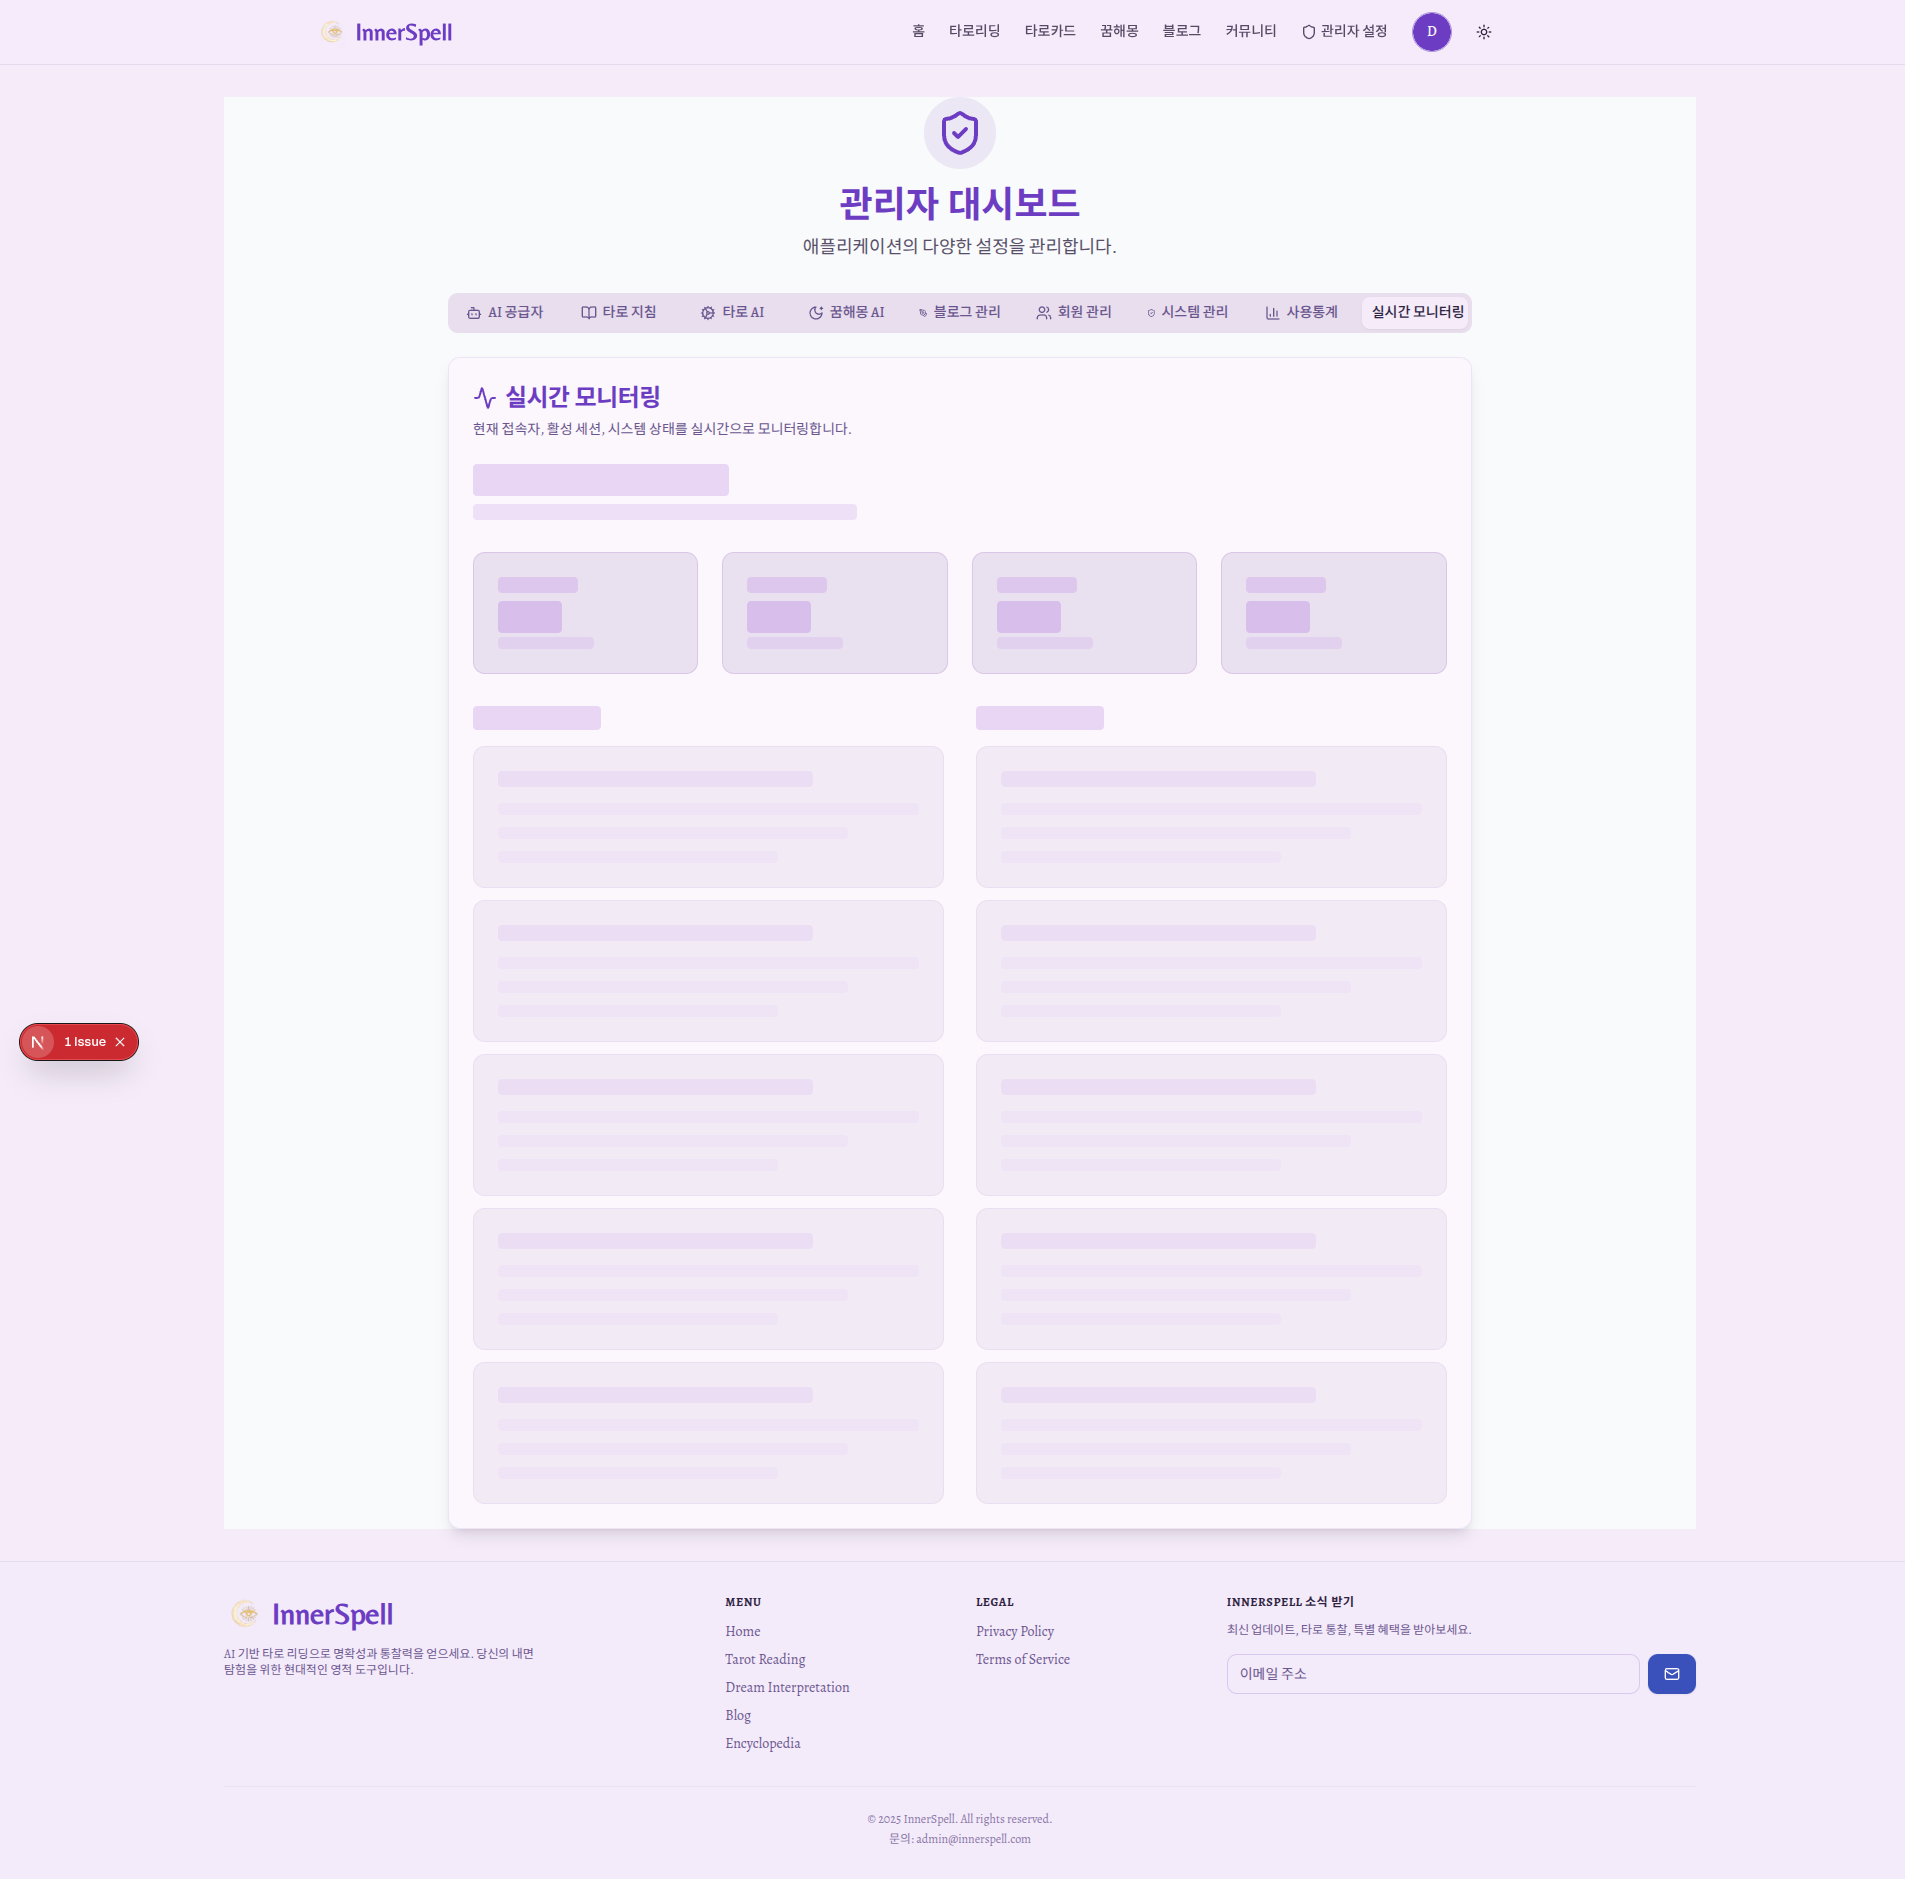 InnerSpell
홈
타로리딩
타로카드
꿈해몽
블로그
커뮤니티
관리자 설정
D
관리자 대시보드
애플리케이션의 다양한 설정을 관리합니다.
AI 공급자
타로 지침
타로 AI
꿈해몽 AI
블로그 관리
회원 관리
시스템 관리
사용통계
실시간 모니터링
실시간 모니터링
현재 접속자, 활성 세션, 시스템 상태를 실시간으로 모니터링합니다.
N
1 Issue
InnerSpell
AI 기반 타로 리딩으로 명확성과 통찰력을 얻으세요. 당신의 내면
탐험을 위한 현대적인 영적 도구입니다.
MENU
Home
Tarot Reading
Dream Interpretation
Blog
Encyclopedia
LEGAL
Privacy Policy
Terms of Service
INNERSPELL 소식 받기
최신 업데이트, 타로 통찰, 특별 혜택을 받아보세요.
이메일 주소
© 2025 InnerSpell. All rights reserved.
문의: admin@innerspell.com